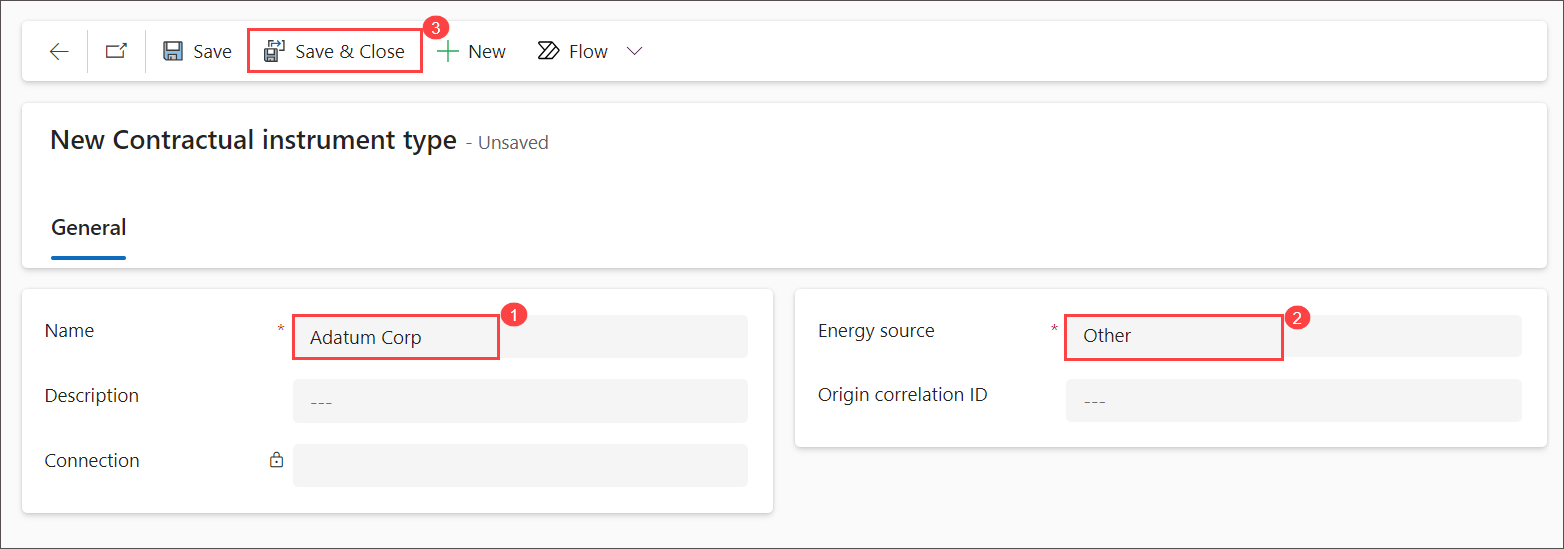 3
Save Save & Close New Flow
New Contractual instrument type - Unsaved
General
1
2
Name * Adatum Corp
Energy source * Other
Description ---
Origin correlation ID ---
Connection